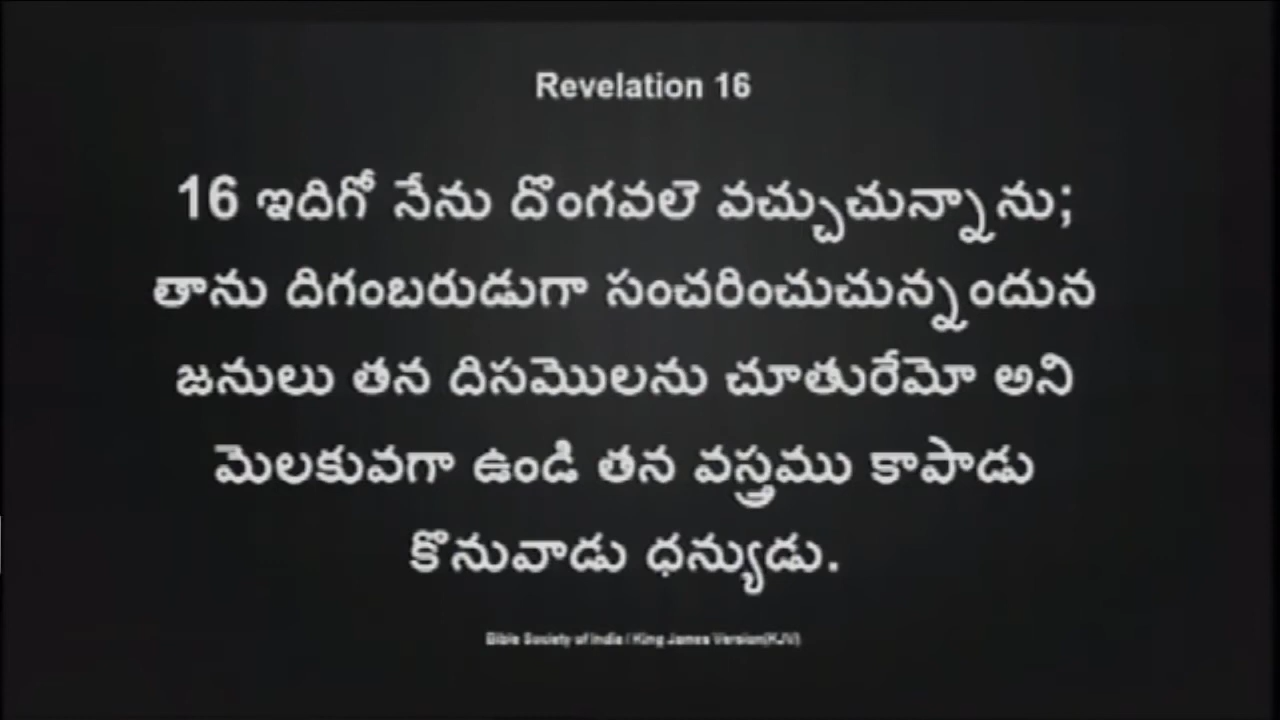 Revelation 16
16 ఇదిగో నేను దొంగవలె వచ్చుచున్నాను;
తాను దిగంబరుడుగా సంచరించుచున్నందున
జనులు తన దిసమొలను చూతురేమో అని
మెలకువగా ఉండి తన వస్త్రము కాపాడు
కొనువాడు ధన్యుడు.
Bible Society of India / King James Version(KJV)